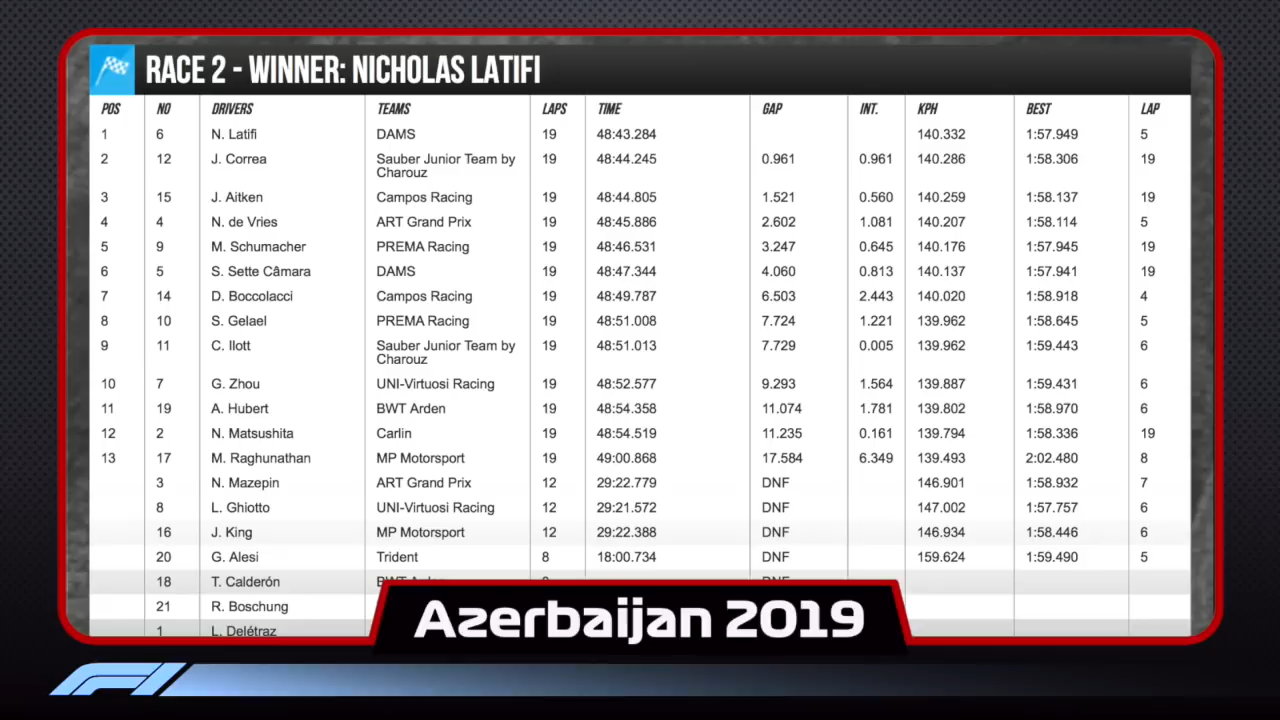 RACE 2 - WINNER: NICHOLAS LATIFI
POS NO DRIVERS TEAMS LAPS TIME GAP INT. KPH BEST LAP
1 6 N. Latifi DAMS 19 48:43.284 140.332 1:57.949 5
2 12 J. Correa Sauber Junior Team by 19 48:44.245 0.961 0.961 140.286 1:58.306 19
Charouz
3 15 J. Aitken Campos Racing 19 48:44.805 1.521 0.560 140.259 1:58.137 19
4 4 N. de Vries ART Grand Prix 19 48:45.886 2.602 1.081 140.207 1:58.114 5
5 9 M. Schumacher PREMA Racing 19 48:46.531 3.247 0.645 140.176 1:57.945 19
6 5 S. Sette Câmara DAMS 19 48:47.344 4.060 0.813 140.137 1:57.941 19
7 14 D. Boccolacci Campos Racing 19 48:49.787 6.503 2.443 140.020 1:58.918 4
8 10 S. Gelael PREMA Racing 19 48:51.008 7.724 1.221 139.962 1:58.645 5
9 11 C. Ilott Sauber Junior Team by 19 48:51.013 7.729 0.005 139.962 1:59.443 6
Charouz
10 7 G. Zhou UNI-Virtuosi Racing 19 48:52.577 9.293 1.564 139.887 1:59.431 6
11 19 A. Hubert BWT Arden 19 48:54.358 11.074 1.781 139.802 1:58.970 6
12 2 N. Matsushita Carlin 19 48:54.519 11.235 0.161 139.794 1:58.336 19
13 17 M. Raghunathan MP Motorsport 19 49:00.868 17.584 6.349 139.493 2:02.480 8
3 N. Mazepin ART Grand Prix 12 29:22.779 DNF 146.901 1:58.932 7
8 L. Ghiotto UNI-Virtuosi Racing 12 29:21.572 DNF 147.002 1:57.757 6
16 J. King MP Motorsport 12 29:22.388 DNF 146.934 1:58.446 6
20 G. Alesi Trident 8 18:00.734 DNF 159.624 1:59.490 5
18 T. Calderón DNF
21 R. Boschung
1 L. Delétraz
Azerbaijan 2019